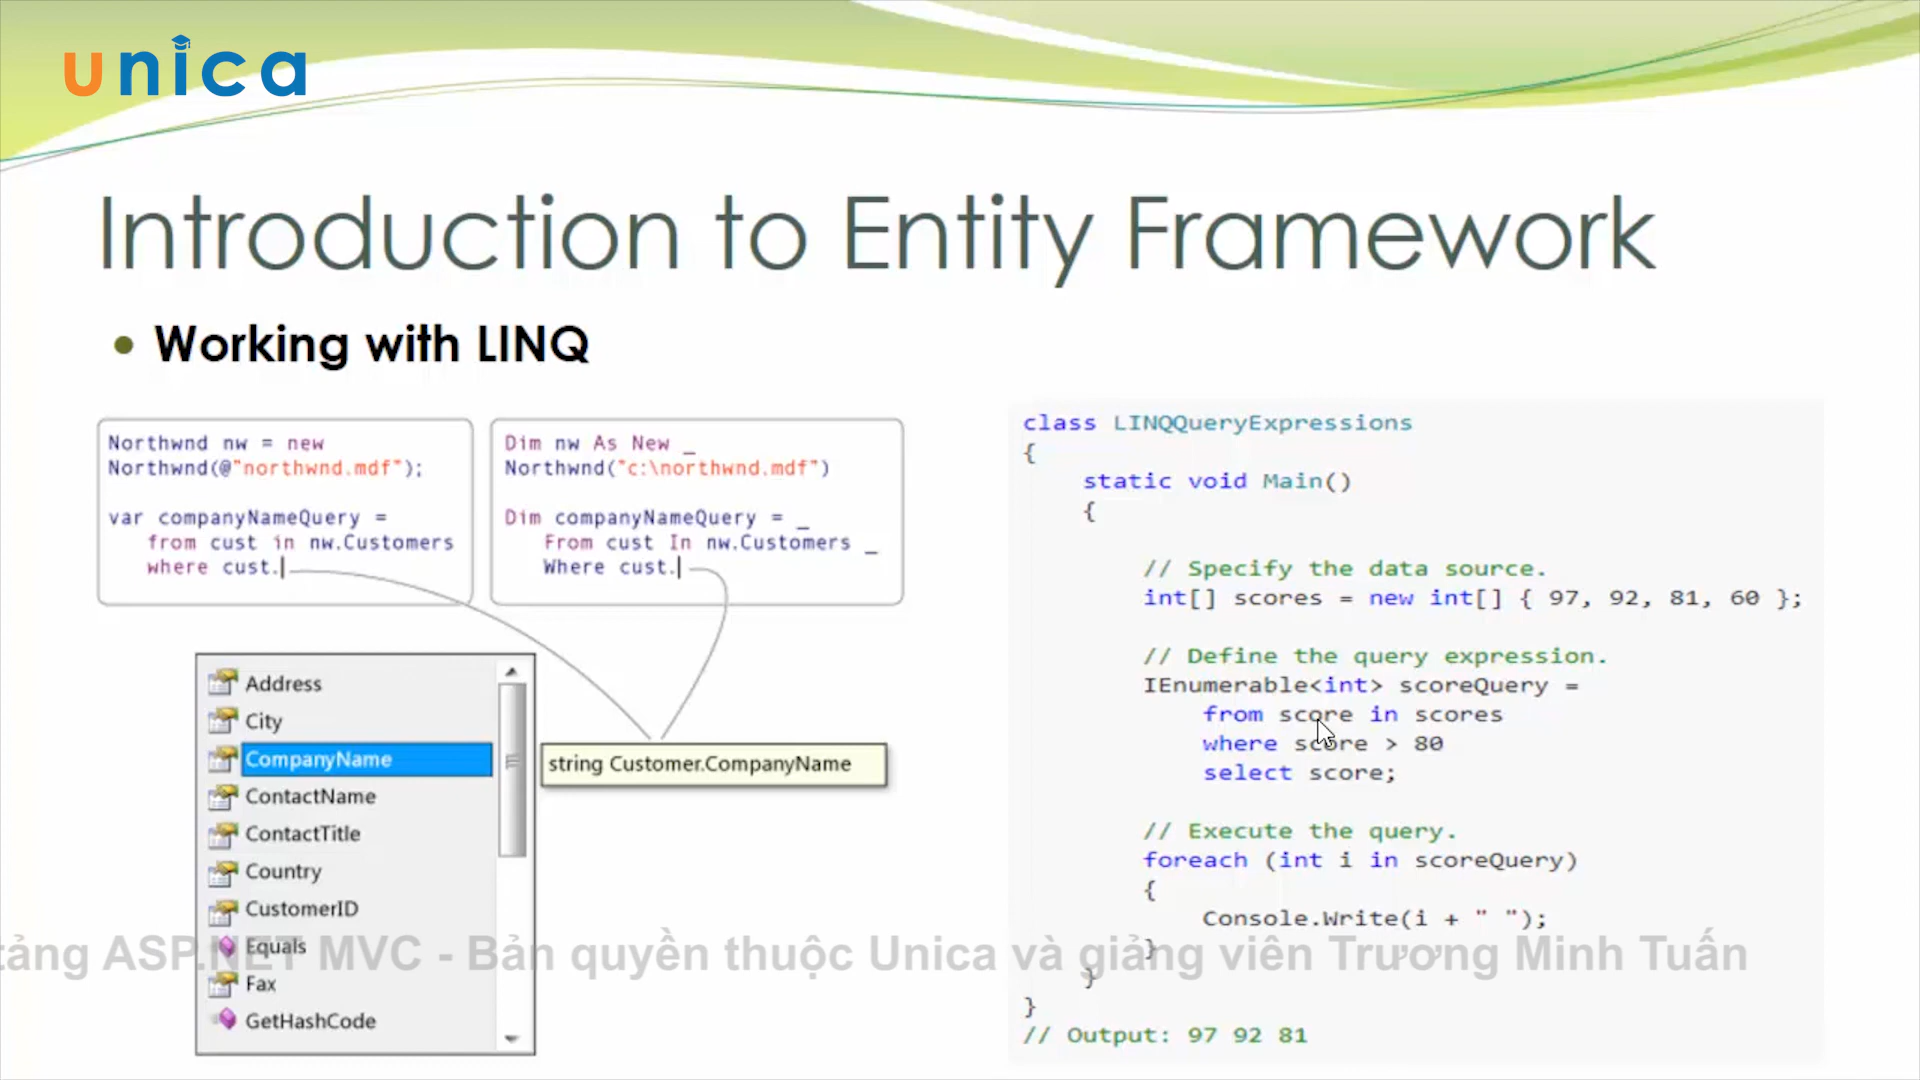 unica
Introduction to Entity Framework
• Working with LINQ
Northwnd nw = new
Northwnd(@"northwnd.mdf");
var companyNameQuery =
from cust in nw.Customers
where cust.
Dim nw As New _
Northwnd("c:\northwnd.mdf")
Dim companyNameQuery = _
From cust In nw.Customers _
Where cust.
Address
City
CompanyName
ContactName
ContactTitle
Country
CustomerID
Equals
Fax
GetHashCode
string Customer.CompanyName
class LINQQueryExpressions
{
static void Main()
{
// Specify the data source.
int[] scores = new int[] { 97, 92, 81, 60 };
// Define the query expression.
IEnumerable<int> scoreQuery =
from score in scores
where score > 80
select score;
// Execute the query.
foreach (int i in scoreQuery)
{
Console.Write(i + " ");
}
}
}
// Output: 97 92 81
tảng ASP.NET MVC - Bản quyền thuộc Unica và giảng viên Trương Minh Tuấn